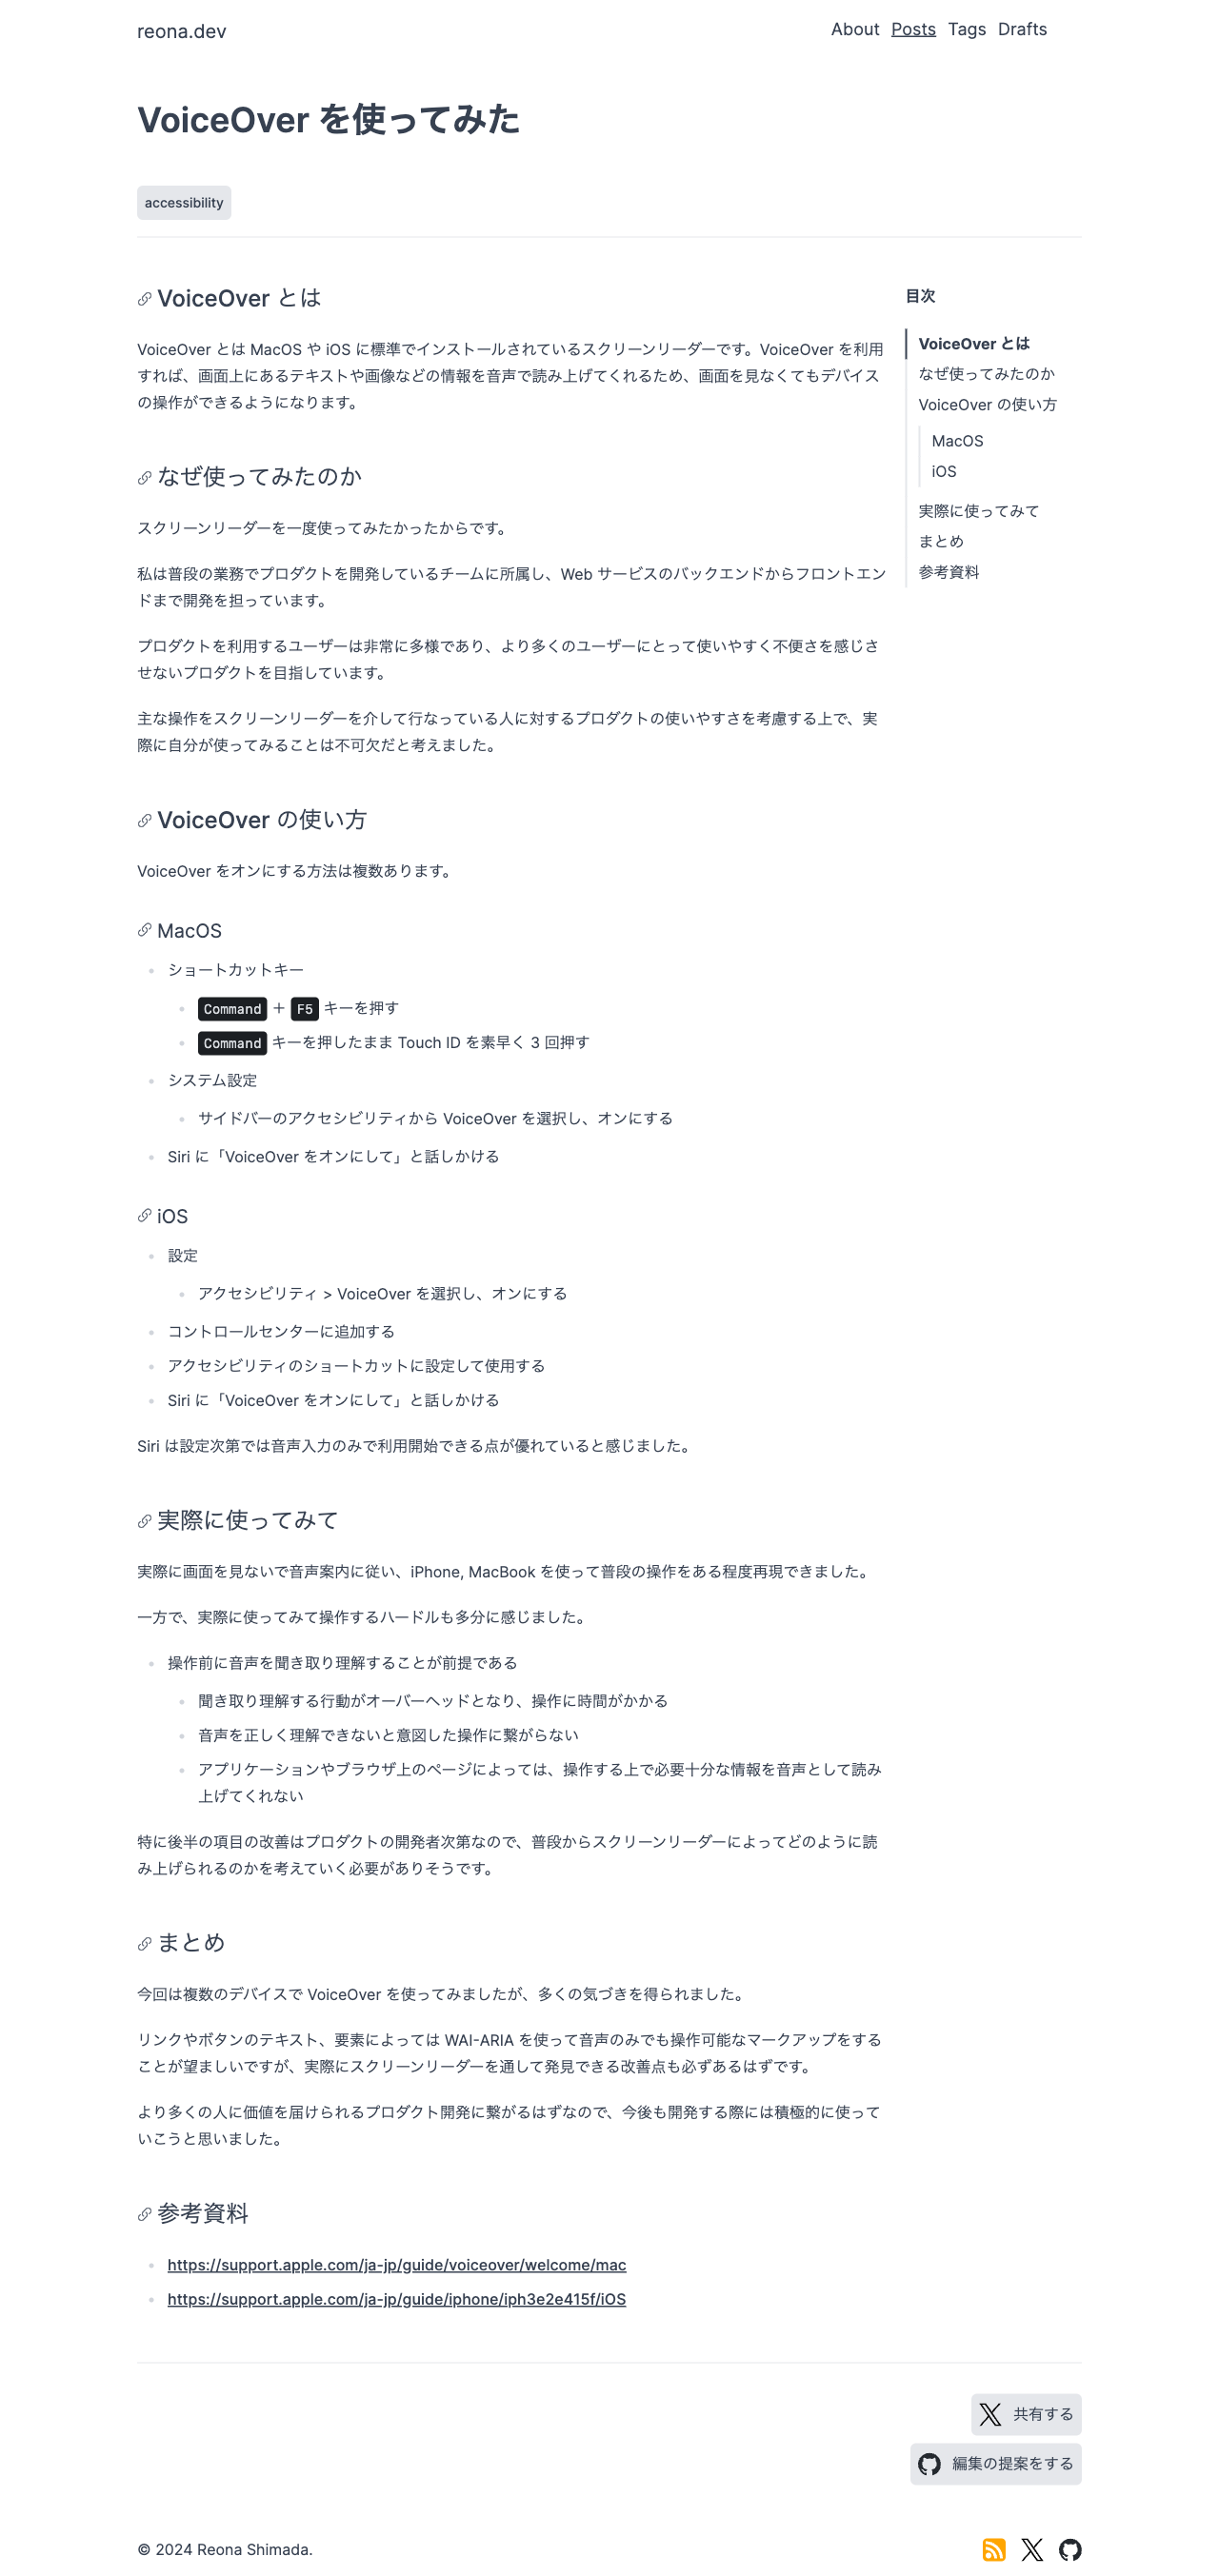 reona.dev
About Posts Tags Drafts
VoiceOver を使ってみた
accessibility
VoiceOver とは
VoiceOver とは MacOS や iOS に標準でインストールされているスクリーンリーダーです。VoiceOver を利用
すれば、画面上にあるテキストや画像などの情報を音声で読み上げてくれるため、画面を見なくてもデバイス
の操作ができるようになります。
なぜ使ってみたのか
スクリーンリーダーを一度使ってみたかったからです。
私は普段の業務でプロダクトを開発しているチームに所属し、Web サービスのバックエンドからフロントエン
ドまで開発を担っています。
プロダクトを利用するユーザーは非常に多様であり、より多くのユーザーにとって使いやすく不便さを感じさ
せないプロダクトを目指しています。
主な操作をスクリーンリーダーを介して行なっている人に対するプロダクトの使いやすさを考慮する上で、実
際に自分が使ってみることは不可欠だと考えました。
VoiceOver の使い方
VoiceOver をオンにする方法は複数あります。
MacOS
ショートカットキー
Command + F5 キーを押す
Command キーを押したまま Touch ID を素早く 3 回押す
システム設定
サイドバーのアクセシビリティから VoiceOver を選択し、オンにする
Siri に「VoiceOver をオンにして」と話しかける
iOS
設定
アクセシビリティ > VoiceOver を選択し、オンにする
コントロールセンターに追加する
アクセシビリティのショートカットに設定して使用する
Siri に「VoiceOver をオンにして」と話しかける
Siri は設定次第では音声入力のみで利用開始できる点が優れていると感じました。
実際に使ってみて
実際に画面を見ないで音声案内に従い、iPhone, MacBook を使って普段の操作をある程度再現できました。
一方で、実際に使ってみて操作するハードルも多分に感じました。
操作前に音声を聞き取り理解することが前提である
聞き取り理解する行動がオーバーヘッドとなり、操作に時間がかかる
音声を正しく理解できないと意図した操作に繋がらない
アプリケーションやブラウザ上のページによっては、操作する上で必要十分な情報を音声として読み
上げてくれない
特に後半の項目の改善はプロダクトの開発者次第なので、普段からスクリーンリーダーによってどのように読
み上げられるのかを考えていく必要がありそうです。
まとめ
今回は複数のデバイスで VoiceOver を使ってみましたが、多くの気づきを得られました。
リンクやボタンのテキスト、要素によっては WAI-ARIA を使って音声のみでも操作可能なマークアップをする
ことが望ましいですが、実際にスクリーンリーダーを通して発見できる改善点も必ずあるはずです。
より多くの人に価値を届けられるプロダクト開発に繋がるはずなので、今後も開発する際には積極的に使って
いこうと思いました。
参考資料
https://support.apple.com/ja-jp/guide/voiceover/welcome/mac
https://support.apple.com/ja-jp/guide/iphone/iph3e2e415f/iOS
目次
VoiceOver とは
なぜ使ってみたのか
VoiceOver の使い方
MacOS
iOS
実際に使ってみて
まとめ
参考資料
共有する
編集の提案をする
© 2024 Reona Shimada.